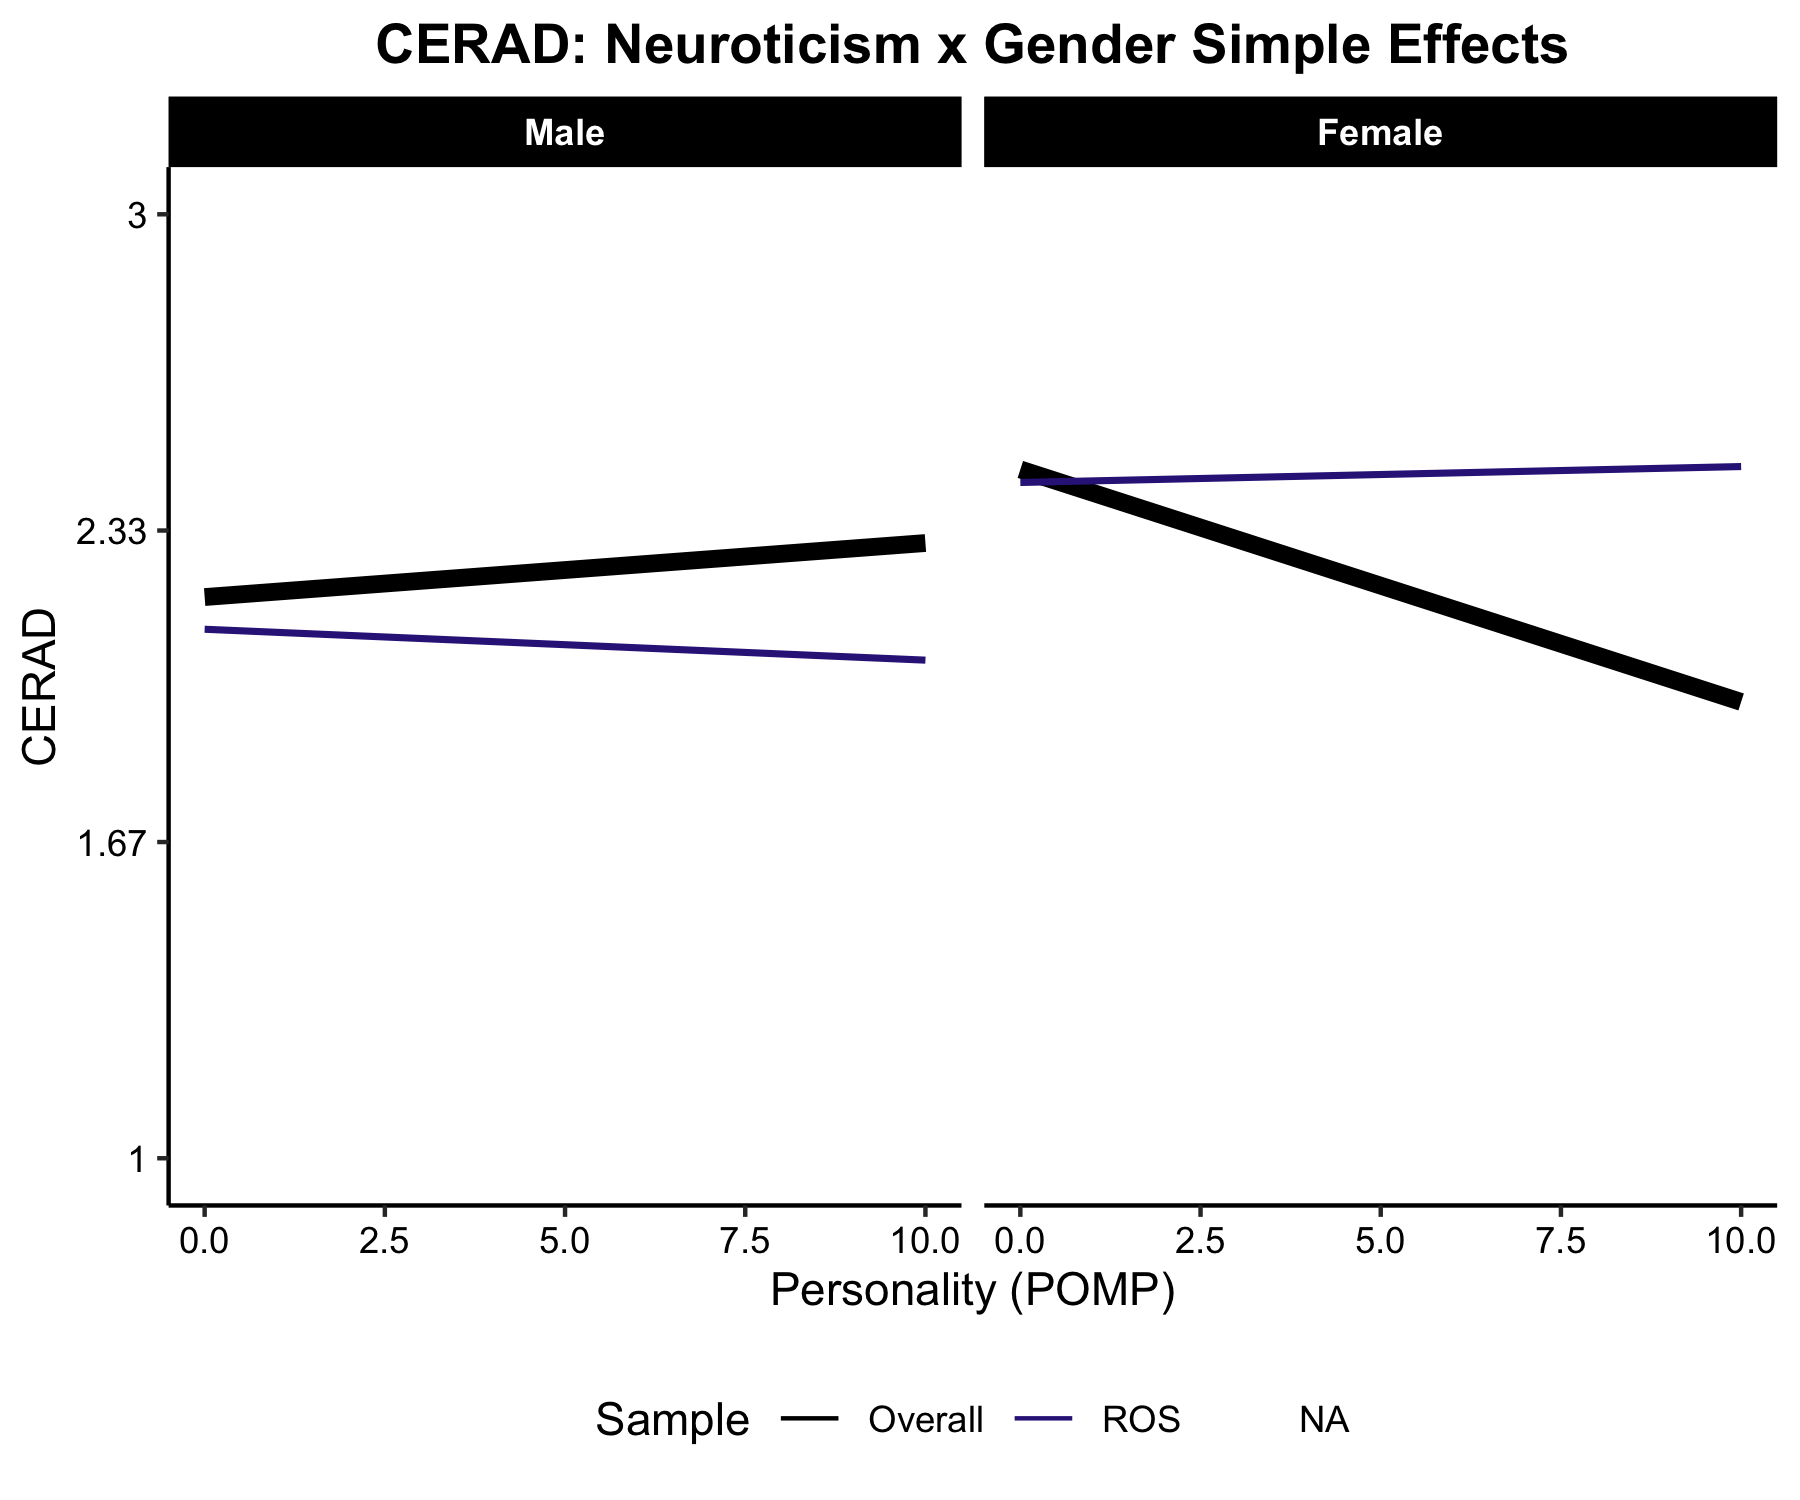 CERAD: Neuroticism x Gender Simple Effects
Male Female
3
2.33
1.67
1
CERAD
0.0 2.5 5.0 7.5 10.0 0.0 2.5 5.0 7.5 10.0
Personality (POMP)
Sample Overall ROS NA